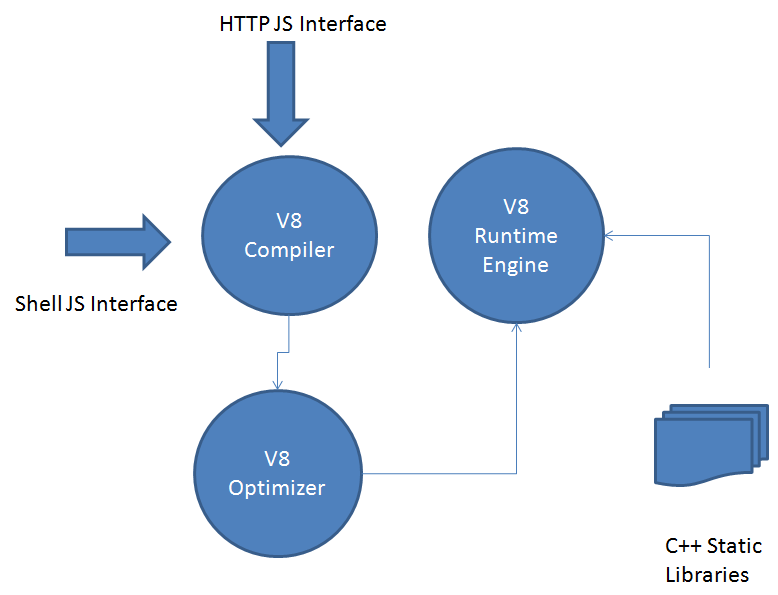 HTTP JS Interface
V8
Compiler
V8
Runtime
Engine
Shell JS Interface
V8
Optimizer
C++ Static
Libraries